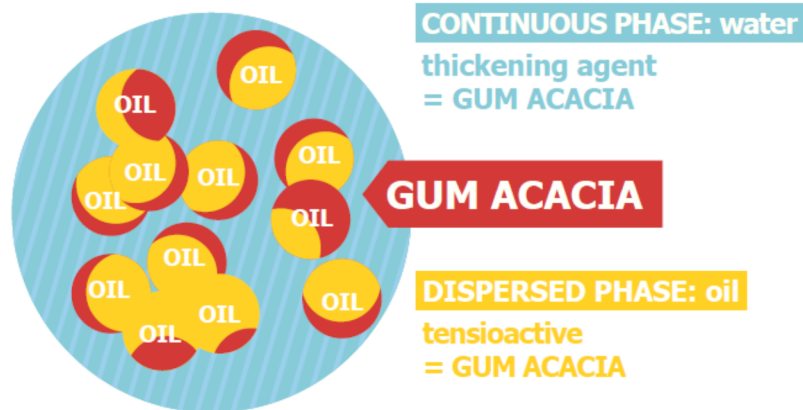 CONTINUOUS PHASE: water
thickening agent
= GUM ACACIA
OIL
OIL
OIL
OIL
OIL
OIL
OIL
GUM ACACIA
OIL
OIL
OIL
OIL
OIL
DISPERSED PHASE: oil
tensioactive
= GUM ACACIA